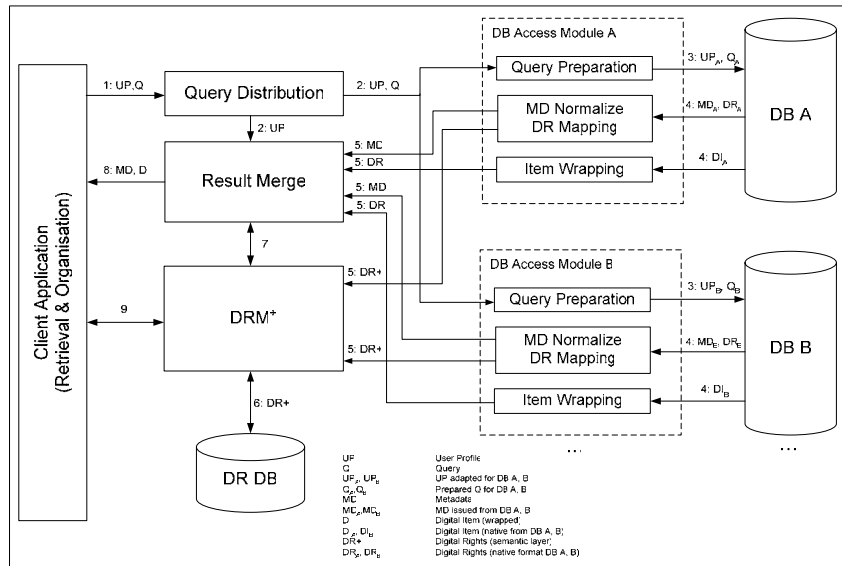 DB Access Module A
1: UP,Q
Query Distribution
2: UP, Q
Query Preparation
3: UP_A, Q_A
DB A
2: UP
MD Normalize
DR Mapping
4: MD_A, DR_A
5: MD
5: DR
Item Wrapping
4: DI_A
8: MD, D
Result Merge
5: MD
5: DR
7
Client Application
(Retrieval & Organisation)
DB Access Module B
5: DR+
Query Preparation
3: UP_B, Q_B
DB B
9
DRM+
MD Normalize
DR Mapping
4: MD_E, DR_E
5: DR+
Item Wrapping
4: DI_B
6: DR+
DR DB
...
...
UP User Profile
Q Query
UP_A, UP_B UP adapted for DB A, B
Q_A,Q_B Prepared Q for DB A, B
MD Metadata
MD_A,MD_B MD issued from DB A, B
D Digital Item (wrapped)
D_A, DI_B Digital Item (native from DB A, B)
DR+ Digital Rights (semantic layer)
DR_A, DR_B Digital Rights (native format DB A, B)